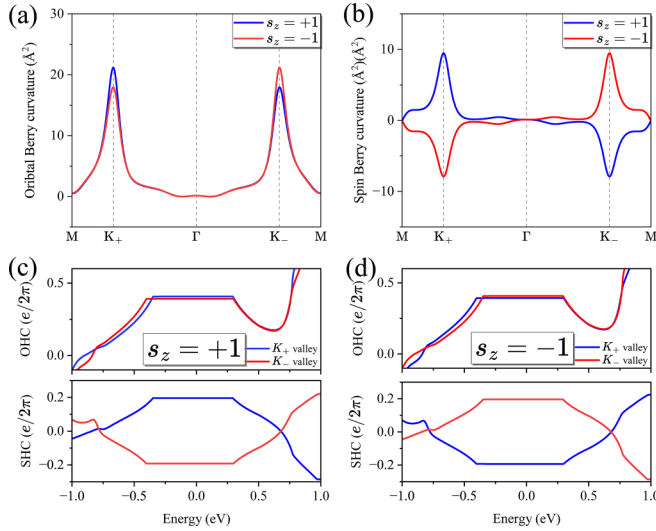 (a)
s_z = +1
s_z = −1
Oribtal Berry curvature (Å²)
30
20
10
0
M K₊ Γ K₋ M
(b)
s_z = +1
s_z = −1
Spin Berry curvature (Å²)(Å²)
10
0
−10
M K₊ Γ K₋ M
(c)
OHC (e/2π)
0.5
0.0
s_z = +1
K₊ valley
K₋ valley
SHC (e/2π)
0.2
0.0
−0.2
−1.0 −0.5 0.0 0.5 1.0
Energy (eV)
(d)
OHC (e/2π)
0.5
0.0
s_z = −1
K₊ valley
K₋ valley
SHC (e/2π)
0.2
0.0
−0.2
−1.0 −0.5 0.0 0.5 1.0
Energy (eV)